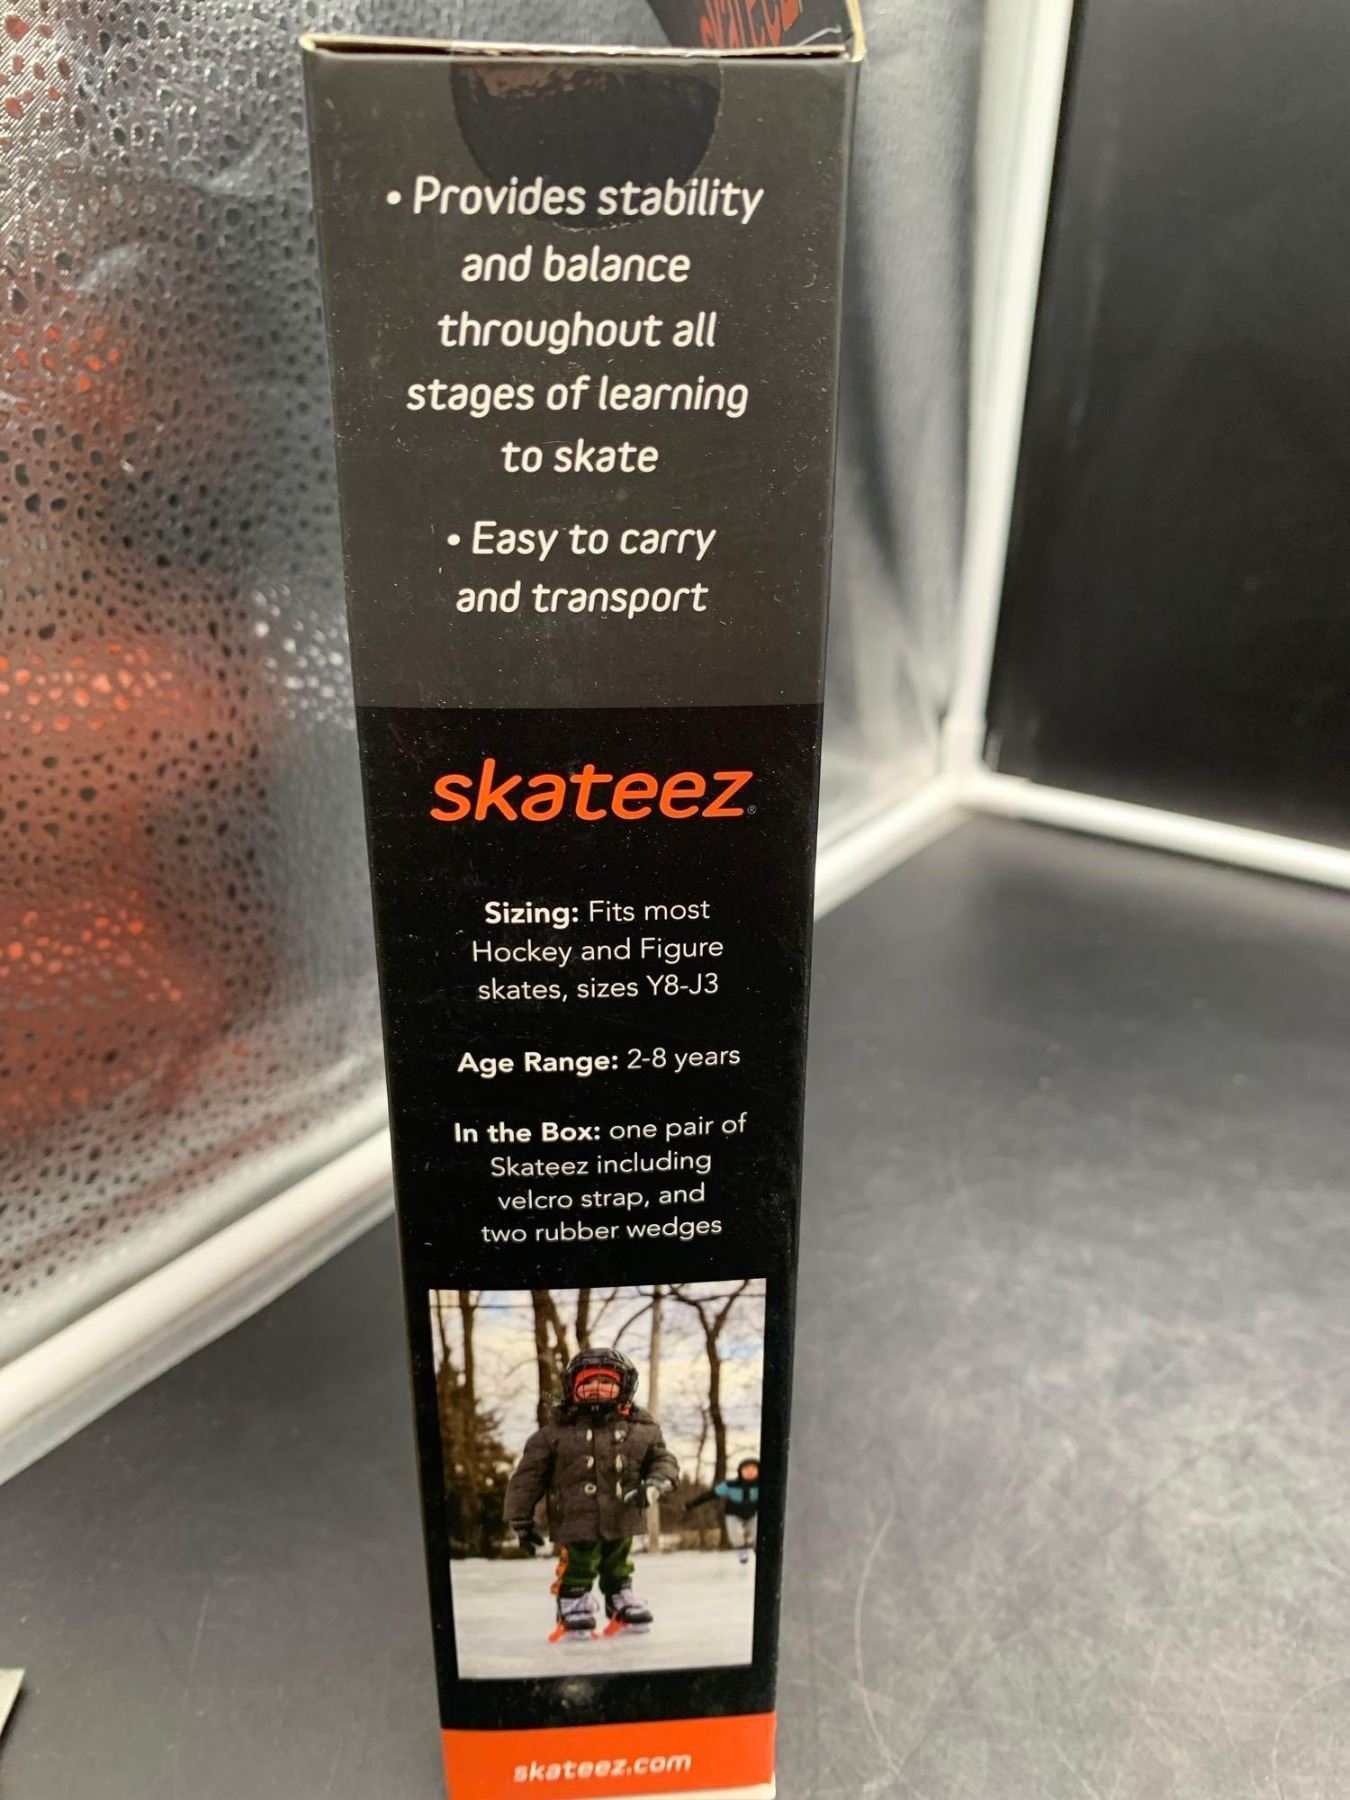 skateez
• Provides stability
and balance
throughout all
stages of learning
to skate
• Easy to carry
and transport
skateez®
Sizing: Fits most
Hockey and Figure
skates, sizes Y8-J3
Age Range: 2-8 years
In the Box: one pair of
Skateez including
velcro strap, and
two rubber wedges
skateez.com